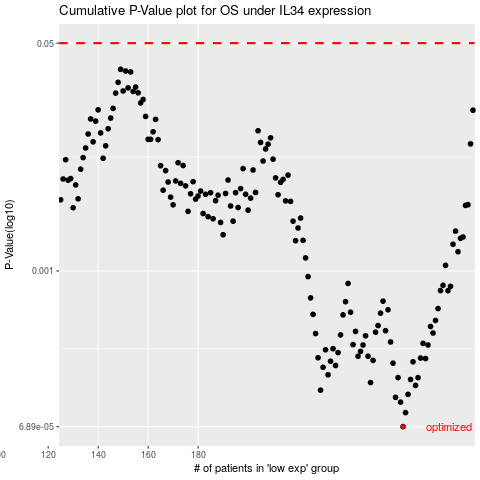 Cumulative P-Value plot for OS under IL34 expression
P-Value(log10)
0.05
0.001
6.89e-05
optimized
00 120 140 160 180
# of patients in 'low exp' group